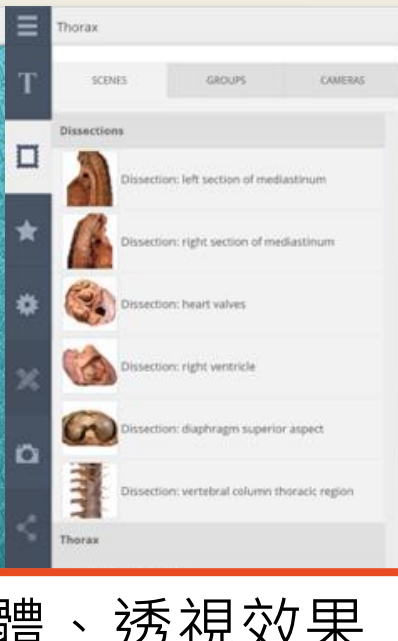 Thorax
T
SCENES GROUPS CAMERAS
Dissections
Dissection: left section of mediastinum
Dissection: right section of mediastinum
Dissection: heart valves
Dissection: right ventricle
Dissection: diaphragm superior aspect
Dissection: vertebral column thoracic region
Thorax
體、透視效果